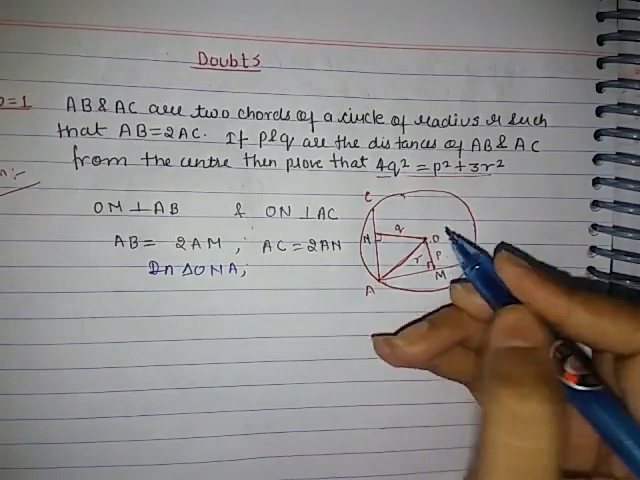 Doubts
Q=1 AB & AC are two chords of a circle of radius r such
that AB=2AC. If p & q are the distances of AB & AC
from the centre then prove that 4q² = p² + 3r²
n:-
OM ⊥ AB & ON ⊥ AC
AB = 2AM ; AC = 2AN
In △ONA;
C
q
N
O
r
P
M
A